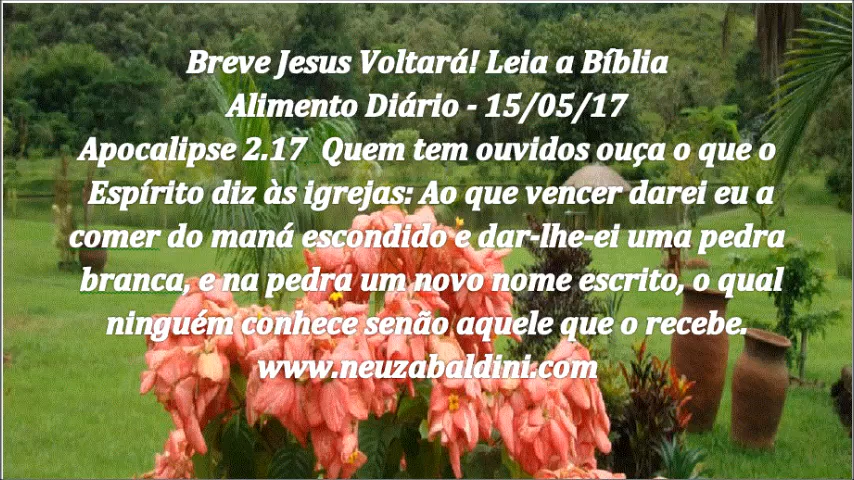 Breve Jesus Voltará! Leia a Bíblia
Alimento Diário - 15/05/17
Apocalipse 2.17  Quem tem ouvidos ouça o que o
Espírito diz às igrejas: Ao que vencer darei eu a
comer do maná escondido e dar-lhe-ei uma pedra
branca, e na pedra um novo nome escrito, o qual
ninguém conhece senão aquele que o recebe.
www.neuzabaldini.com